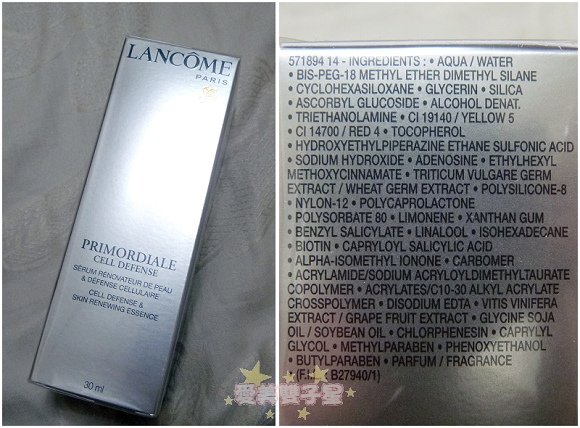 LANCÔME
PARIS
PRIMORDIALE
CELL DEFENSE
SÉRUM RÉNOVATEUR DE PEAU
& DÉFENSE CELLULAIRE
CELL DEFENSE &
SKIN RENEWING ESSENCE
30 ml
571894 14 - INGREDIENTS : • AQUA / WATER
• BIS-PEG-18 METHYL ETHER DIMETHYL SILANE
• CYCLOHEXASILOXANE • GLYCERIN • SILICA
• ASCORBYL GLUCOSIDE • ALCOHOL DENAT.
• TRIETHANOLAMINE • CI 19140 / YELLOW 5
• CI 14700 / RED 4 • TOCOPHEROL
• HYDROXYETHYLPIPERAZINE ETHANE SULFONIC ACID
• SODIUM HYDROXIDE • ADENOSINE • ETHYLHEXYL
METHOXYCINNAMATE • TRITICUM VULGARE GERM
EXTRACT / WHEAT GERM EXTRACT • POLYSILICONE-8
• NYLON-12 • POLYCAPROLACTONE
• POLYSORBATE 80 • LIMONENE • XANTHAN GUM
• BENZYL SALICYLATE • LINALOOL • ISOHEXADECANE
• BIOTIN • CAPRYLOYL SALICYLIC ACID
• ALPHA-ISOMETHYL IONONE • CARBOMER
• ACRYLAMIDE/SODIUM ACRYLOYLDIMETHYLTAURATE
COPOLYMER • ACRYLATES/C10-30 ALKYL ACRYLATE
CROSSPOLYMER • DISODIUM EDTA • VITIS VINIFERA
EXTRACT / GRAPE FRUIT EXTRACT • GLYCINE SOJA
OIL / SOYBEAN OIL • CHLORPHENESIN • CAPRYLYL
GLYCOL • METHYLPARABEN • PHENOXYETHANOL
• BUTYLPARABEN • PARFUM / FRAGRANCE
• (F.I.L. : B27940/1)